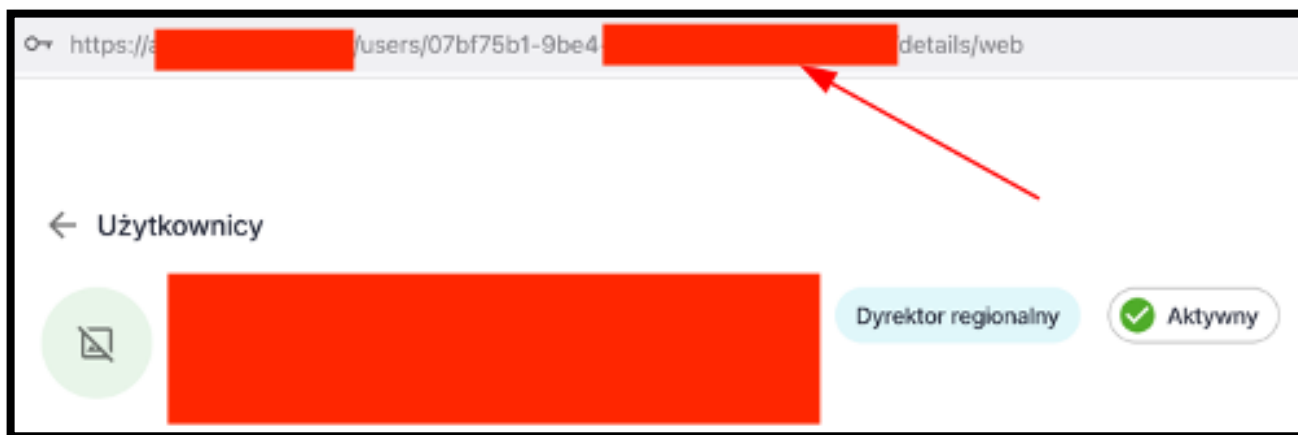 https://a /users/07bf75b1-9be4- /details/web
← Użytkownicy
Dyrektor regionalny Aktywny